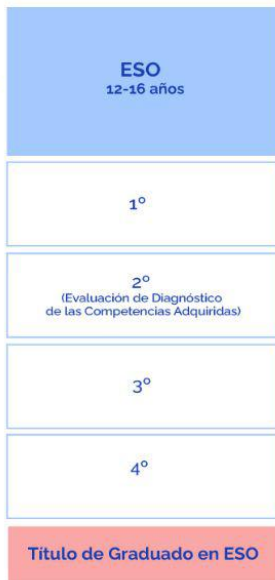 ESO
12-16 años
1º
2º
(Evaluación de Diagnóstico
de las Competencias Adquiridas)
3º
4º
Título de Graduado en ESO